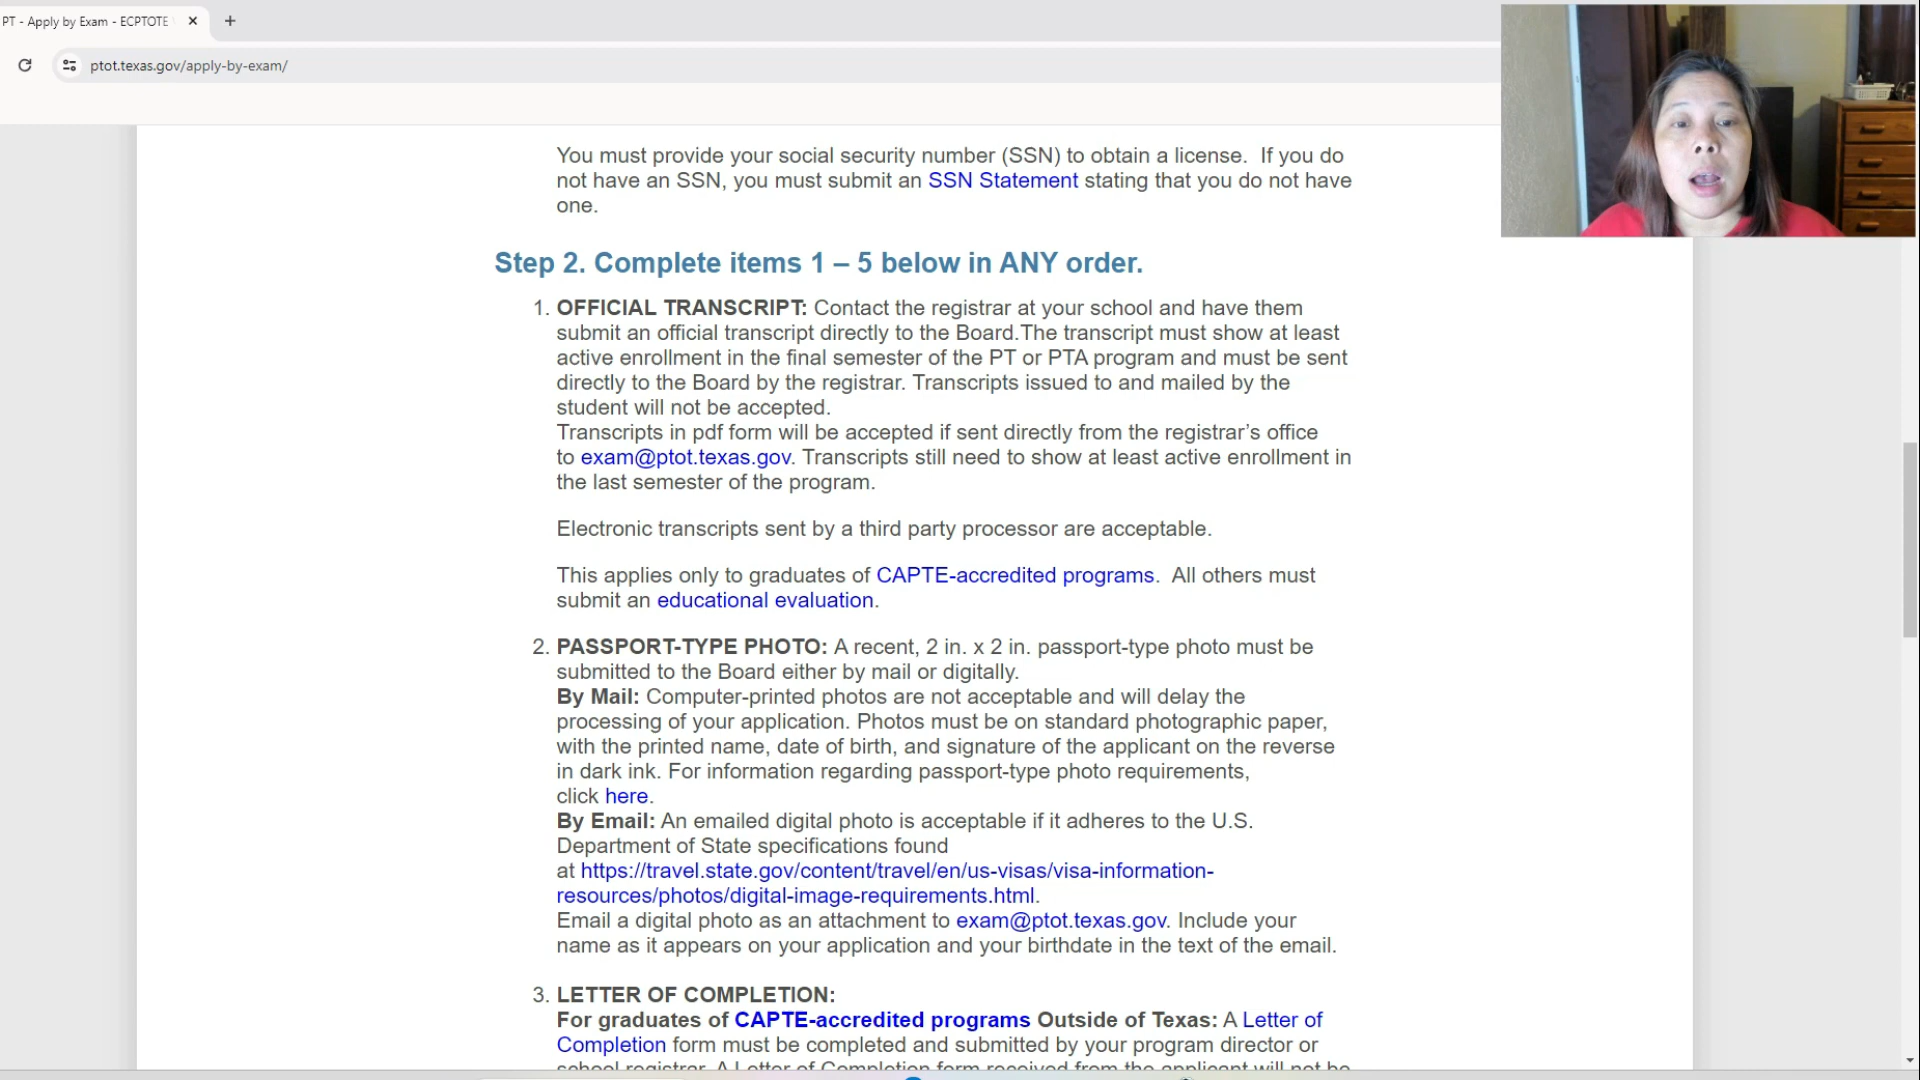 PT - Apply by Exam - ECPTOTE
ptot.texas.gov/apply-by-exam/
You must provide your social security number (SSN) to obtain a license.  If you do
not have an SSN, you must submit an SSN Statement stating that you do not have
one.
Step 2. Complete items 1 – 5 below in ANY order.
1. OFFICIAL TRANSCRIPT: Contact the registrar at your school and have them
submit an official transcript directly to the Board.The transcript must show at least
active enrollment in the final semester of the PT or PTA program and must be sent
directly to the Board by the registrar. Transcripts issued to and mailed by the
student will not be accepted.
Transcripts in pdf form will be accepted if sent directly from the registrar’s office
to exam@ptot.texas.gov. Transcripts still need to show at least active enrollment in
the last semester of the program.
Electronic transcripts sent by a third party processor are acceptable.
This applies only to graduates of CAPTE-accredited programs.  All others must
submit an educational evaluation.
2. PASSPORT-TYPE PHOTO: A recent, 2 in. x 2 in. passport-type photo must be
submitted to the Board either by mail or digitally.
By Mail: Computer-printed photos are not acceptable and will delay the
processing of your application. Photos must be on standard photographic paper,
with the printed name, date of birth, and signature of the applicant on the reverse
in dark ink. For information regarding passport-type photo requirements,
click here.
By Email: An emailed digital photo is acceptable if it adheres to the U.S.
Department of State specifications found
at https://travel.state.gov/content/travel/en/us-visas/visa-information-
resources/photos/digital-image-requirements.html.
Email a digital photo as an attachment to exam@ptot.texas.gov. Include your
name as it appears on your application and your birthdate in the text of the email.
3. LETTER OF COMPLETION:
For graduates of CAPTE-accredited programs Outside of Texas: A Letter of
Completion form must be completed and submitted by your program director or
school registrar. A Letter of Completion form received from the applicant will not be